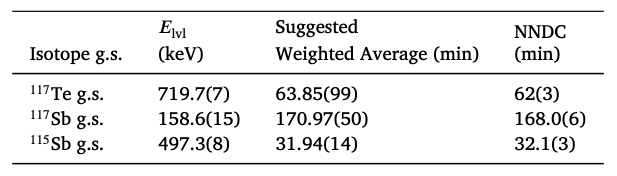 E_lvl Suggested NNDC
Isotope g.s. (keV) Weighted Average (min) (min)
¹¹⁷Te g.s. 719.7(7) 63.85(99) 62(3)
¹¹⁷Sb g.s. 158.6(15) 170.97(50) 168.0(6)
¹¹⁵Sb g.s. 497.3(8) 31.94(14) 32.1(3)